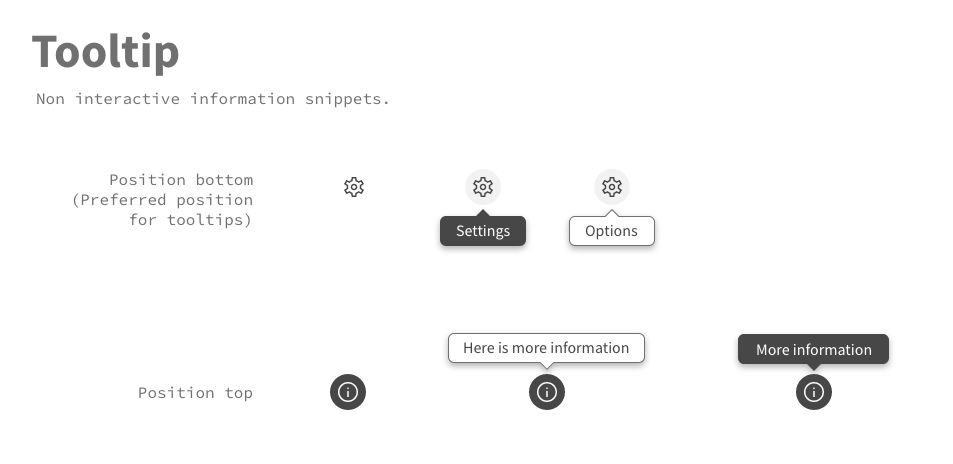 Tooltip
Non interactive information snippets.
Position bottom
(Preferred position
for tooltips)
Settings
Options
Here is more information
More information
Position top